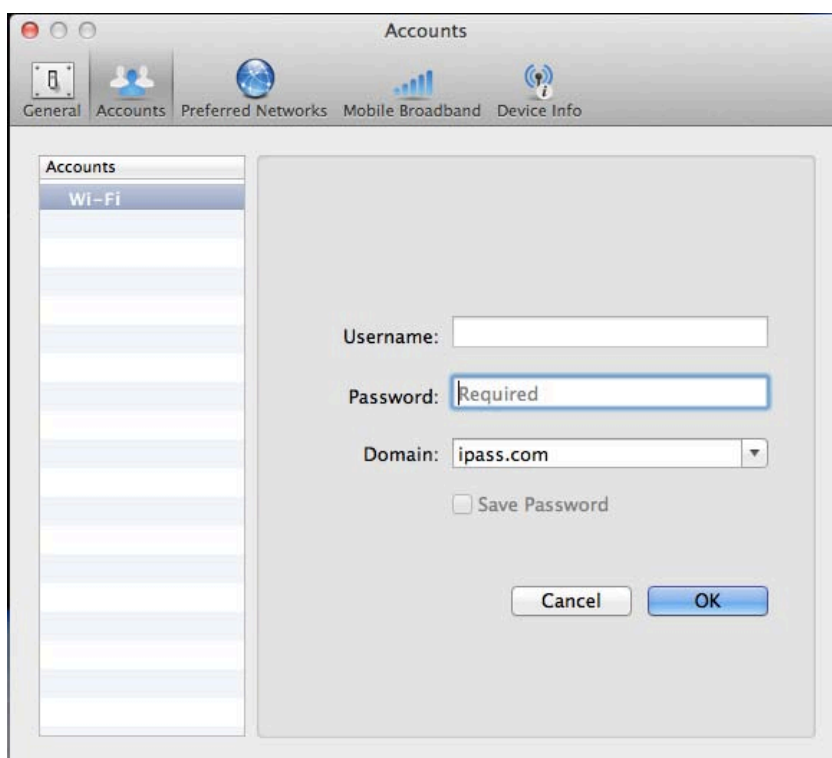 Accounts
General Accounts Preferred Networks Mobile Broadband Device Info
Accounts
Wi-Fi
Username:
Password: Required
Domain: ipass.com
Save Password
Cancel OK